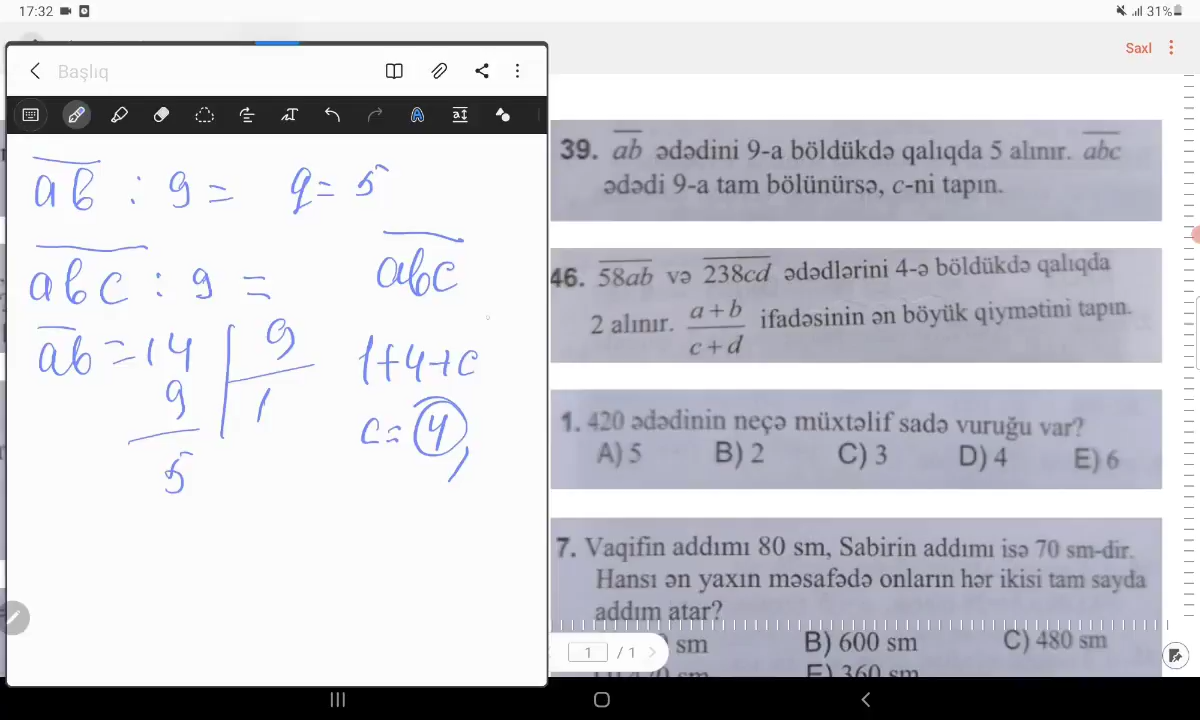 17:32
31%
Saxl
Başlıq
ab : 9 = q = 5
abc : 9 = abc
ab = 14 9
9 1
5
1+4+c
c = 4,
39. ab ədədini 9-a böldükdə qalıqda 5 alınır. abc
ədədi 9-a tam bölünürsə, c-ni tapın.
46. 58ab və 238cd ədədlərini 4-ə böldükdə qalıqda
2 alınır. a+b/c+d ifadəsinin ən böyük qiymətini tapın.
1. 420 ədədinin neçə müxtəlif sadə vuruğu var?
A) 5 B) 2 C) 3 D) 4 E) 6
7. Vaqifin addımı 80 sm, Sabirin addımı isə 70 sm-dir.
Hansı ən yaxın məsafədə onların hər ikisi tam sayda
addım atar?
sm B) 600 sm C) 480 sm
E) 360 sm
1 / 1